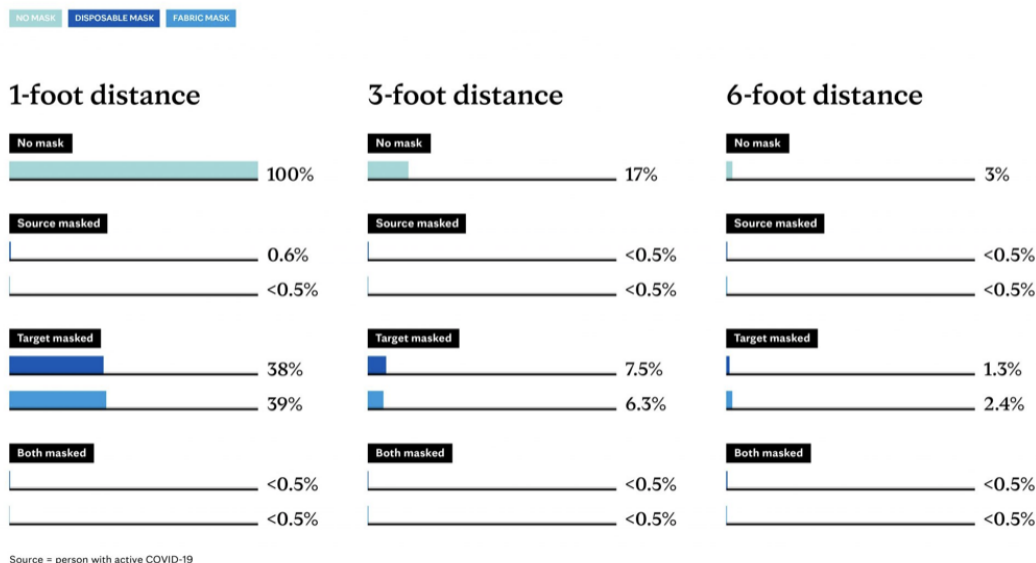 NO MASK DISPOSABLE MASK FABRIC MASK
1-foot distance
No mask
100%
Source masked
0.6%
<0.5%
Target masked
38%
39%
Both masked
<0.5%
<0.5%
3-foot distance
No mask
17%
Source masked
<0.5%
<0.5%
Target masked
7.5%
6.3%
Both masked
<0.5%
<0.5%
6-foot distance
No mask
3%
Source masked
<0.5%
<0.5%
Target masked
1.3%
2.4%
Both masked
<0.5%
<0.5%
Source = person with active COVID-19